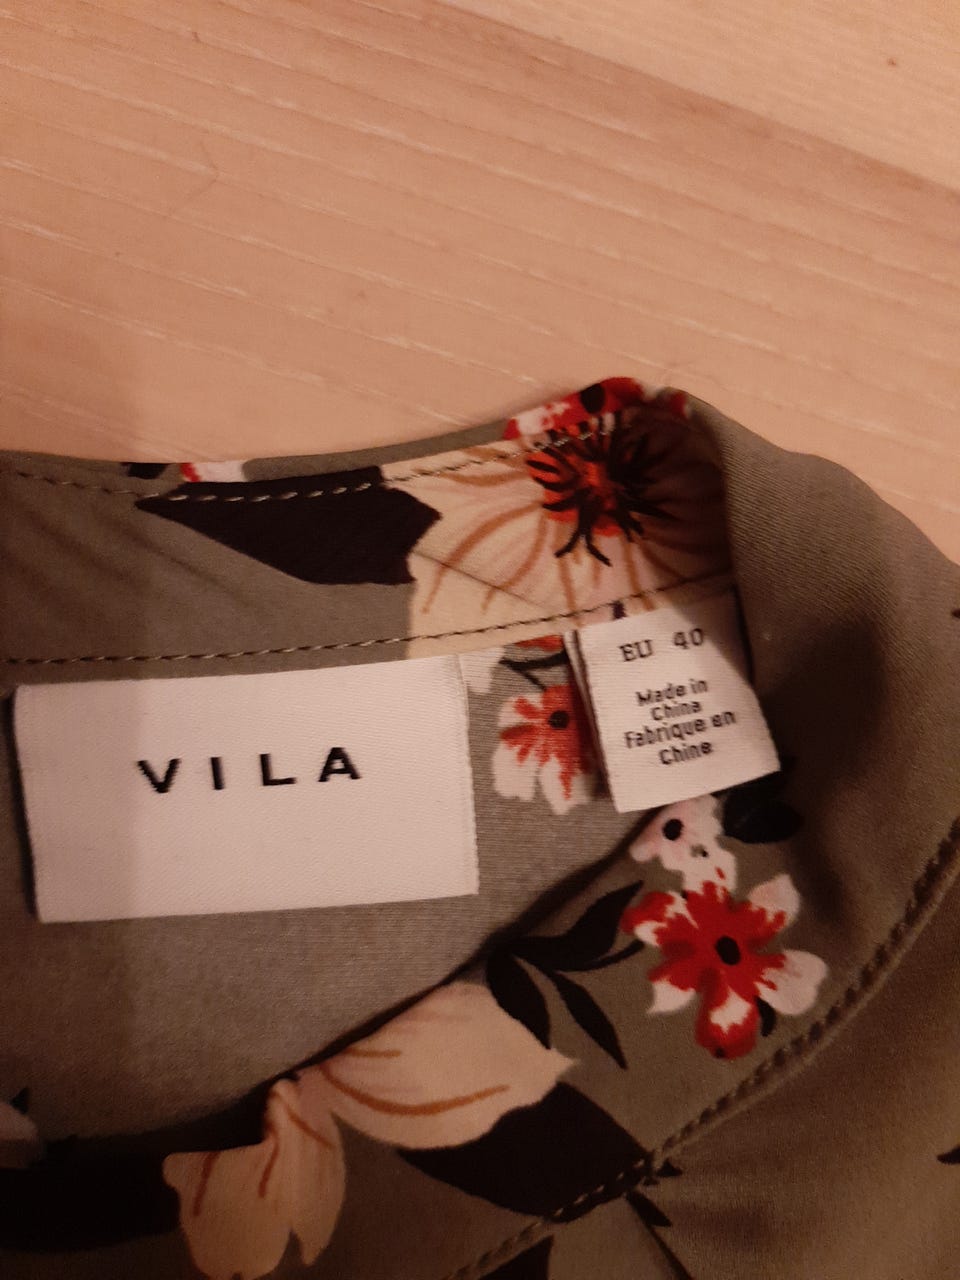 VILA
EU 40
Made in
China
Fabrique en
Chine